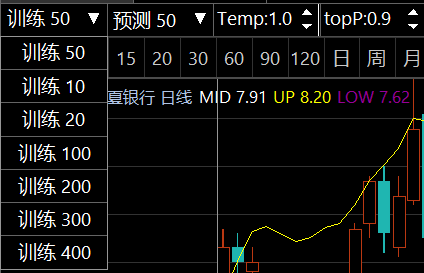 训练 50 ▼ 预测 50 ▼ Temp:1.0 topP:0.9
训练 50
训练 10
训练 20
训练 100
训练 200
训练 300
训练 400
15 20 30 60 90 120 日 周 月
夏银行 日线 MID 7.91 UP 8.20 LOW 7.62